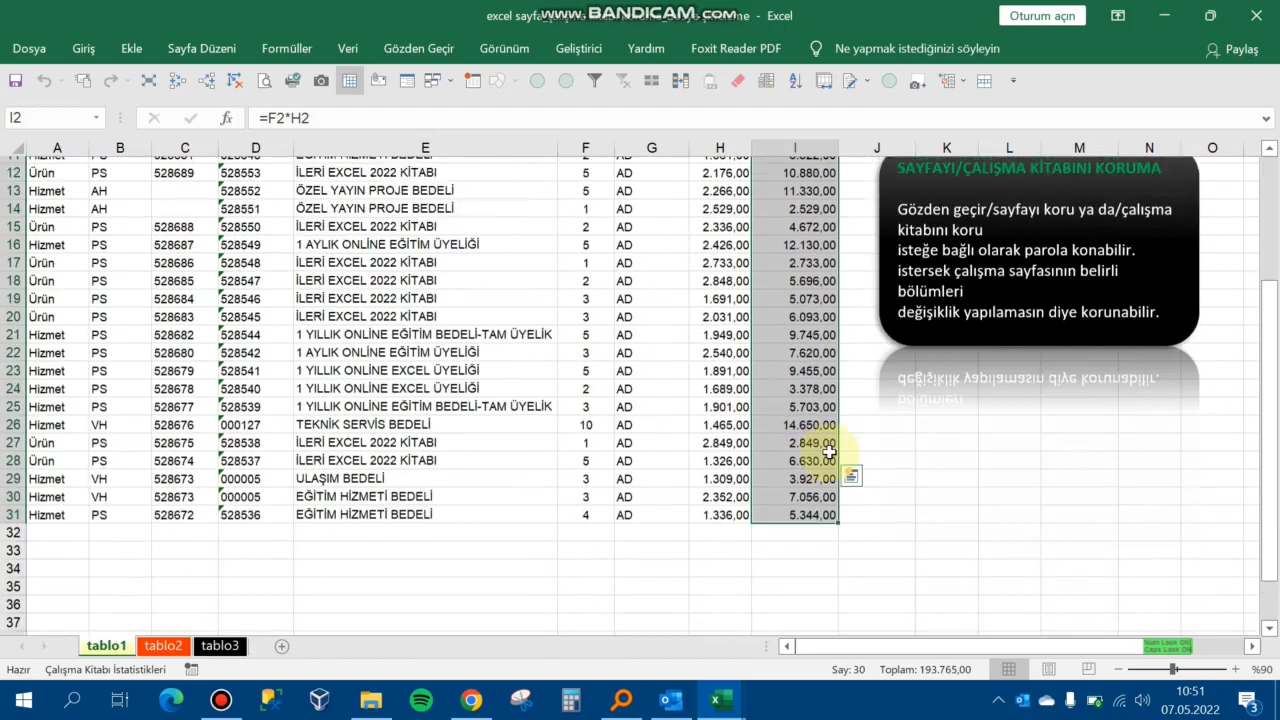 www.BANDICAM.com
excel sayfa - Excel
Oturum açın
Dosya Giriş Ekle Sayfa Düzeni Formüller Veri Gözden Geçir Görünüm Geliştirici Yardım Foxit Reader PDF Ne yapmak istediğinizi söyleyin Paylaş
I2 fx =F2*H2
A B C D E F G H I J K L M N O
12 Ürün PS 528689 528553 İLERİ EXCEL 2022 KİTABI 5 AD 2.176,00 10.880,00
13 Hizmet AH 528552 ÖZEL YAYIN PROJE BEDELİ 5 AD 2.266,00 11.330,00
14 Hizmet AH 528551 ÖZEL YAYIN PROJE BEDELİ 1 AD 2.529,00 2.529,00
15 Ürün PS 528688 528550 İLERİ EXCEL 2022 KİTABI 2 AD 2.336,00 4.672,00
16 Hizmet PS 528687 528549 1 AYLIK ONLİNE EĞİTİM ÜYELİĞİ 5 AD 2.426,00 12.130,00
17 Ürün PS 528686 528548 İLERİ EXCEL 2022 KİTABI 1 AD 2.733,00 2.733,00
18 Ürün PS 528685 528547 İLERİ EXCEL 2022 KİTABI 2 AD 2.848,00 5.696,00
19 Ürün PS 528684 528546 İLERİ EXCEL 2022 KİTABI 3 AD 1.691,00 5.073,00
20 Ürün PS 528683 528545 İLERİ EXCEL 2022 KİTABI 3 AD 2.031,00 6.093,00
21 Hizmet PS 528682 528544 1 YILLIK ONLİNE EĞİTİM BEDELİ-TAM ÜYELİK 5 AD 1.949,00 9.745,00
22 Hizmet PS 528680 528542 1 AYLIK ONLİNE EĞİTİM ÜYELİĞİ 3 AD 2.540,00 7.620,00
23 Hizmet PS 528679 528541 1 YILLIK ONLİNE EXCEL ÜYELİĞİ 5 AD 1.891,00 9.455,00
24 Hizmet PS 528678 528540 1 YILLIK ONLİNE EXCEL ÜYELİĞİ 2 AD 1.689,00 3.378,00
25 Hizmet PS 528677 528539 1 YILLIK ONLİNE EĞİTİM BEDELİ-TAM ÜYELİK 3 AD 1.901,00 5.703,00
26 Hizmet VH 528676 000127 TEKNİK SERVİS BEDELİ 10 AD 1.465,00 14.650,00
27 Ürün PS 528675 528538 İLERİ EXCEL 2022 KİTABI 1 AD 2.849,00 2.849,00
28 Ürün PS 528674 528537 İLERİ EXCEL 2022 KİTABI 5 AD 1.326,00 6.630,00
29 Hizmet VH 528673 000005 ULAŞIM BEDELİ 3 AD 1.309,00 3.927,00
30 Hizmet VH 528673 000005 EĞİTİM HİZMETİ BEDELİ 3 AD 2.352,00 7.056,00
31 Hizmet PS 528672 528536 EĞİTİM HİZMETİ BEDELİ 4 AD 1.336,00 5.344,00
32
33
34
35
36
37
SAYFAYI/ÇALIŞMA KİTABINI KORUMA
Gözden geçir/sayfayı koru ya da/çalışma
kitabını koru
isteğe bağlı olarak parola konabilir.
istersek çalışma sayfasının belirli
bölümleri
değişiklik yapılamasın diye korunabilir.
tablo1 tablo2 tablo3
Num Look ON
Caps Look ON
Hazır Çalışma Kitabı İstatistikleri Say: 30 Toplam: 193.765,00 %90
10:51
07.05.2022
3